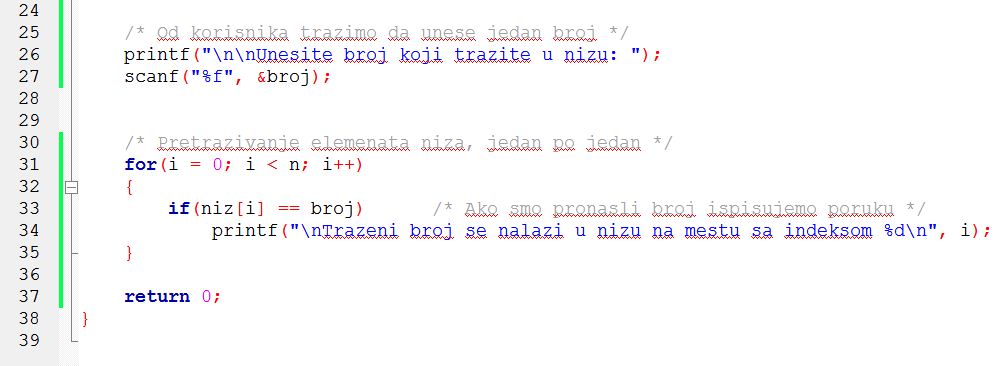 24
25 /* Od korisnika trazimo da unese jedan broj */
26 printf("\n\nUnesite broj koji trazite u nizu: ");
27 scanf("%f", &broj);
28
29
30 /* Pretrazivanje elemenata niza, jedan po jedan */
31 for(i = 0; i < n; i++)
32 {
33 if(niz[i] == broj) /* Ako smo pronasli broj ispisujemo poruku */
34 printf("\nTrazeni broj se nalazi u nizu na mestu sa indeksom %d\n", i);
35 }
36
37 return 0;
38 }
39